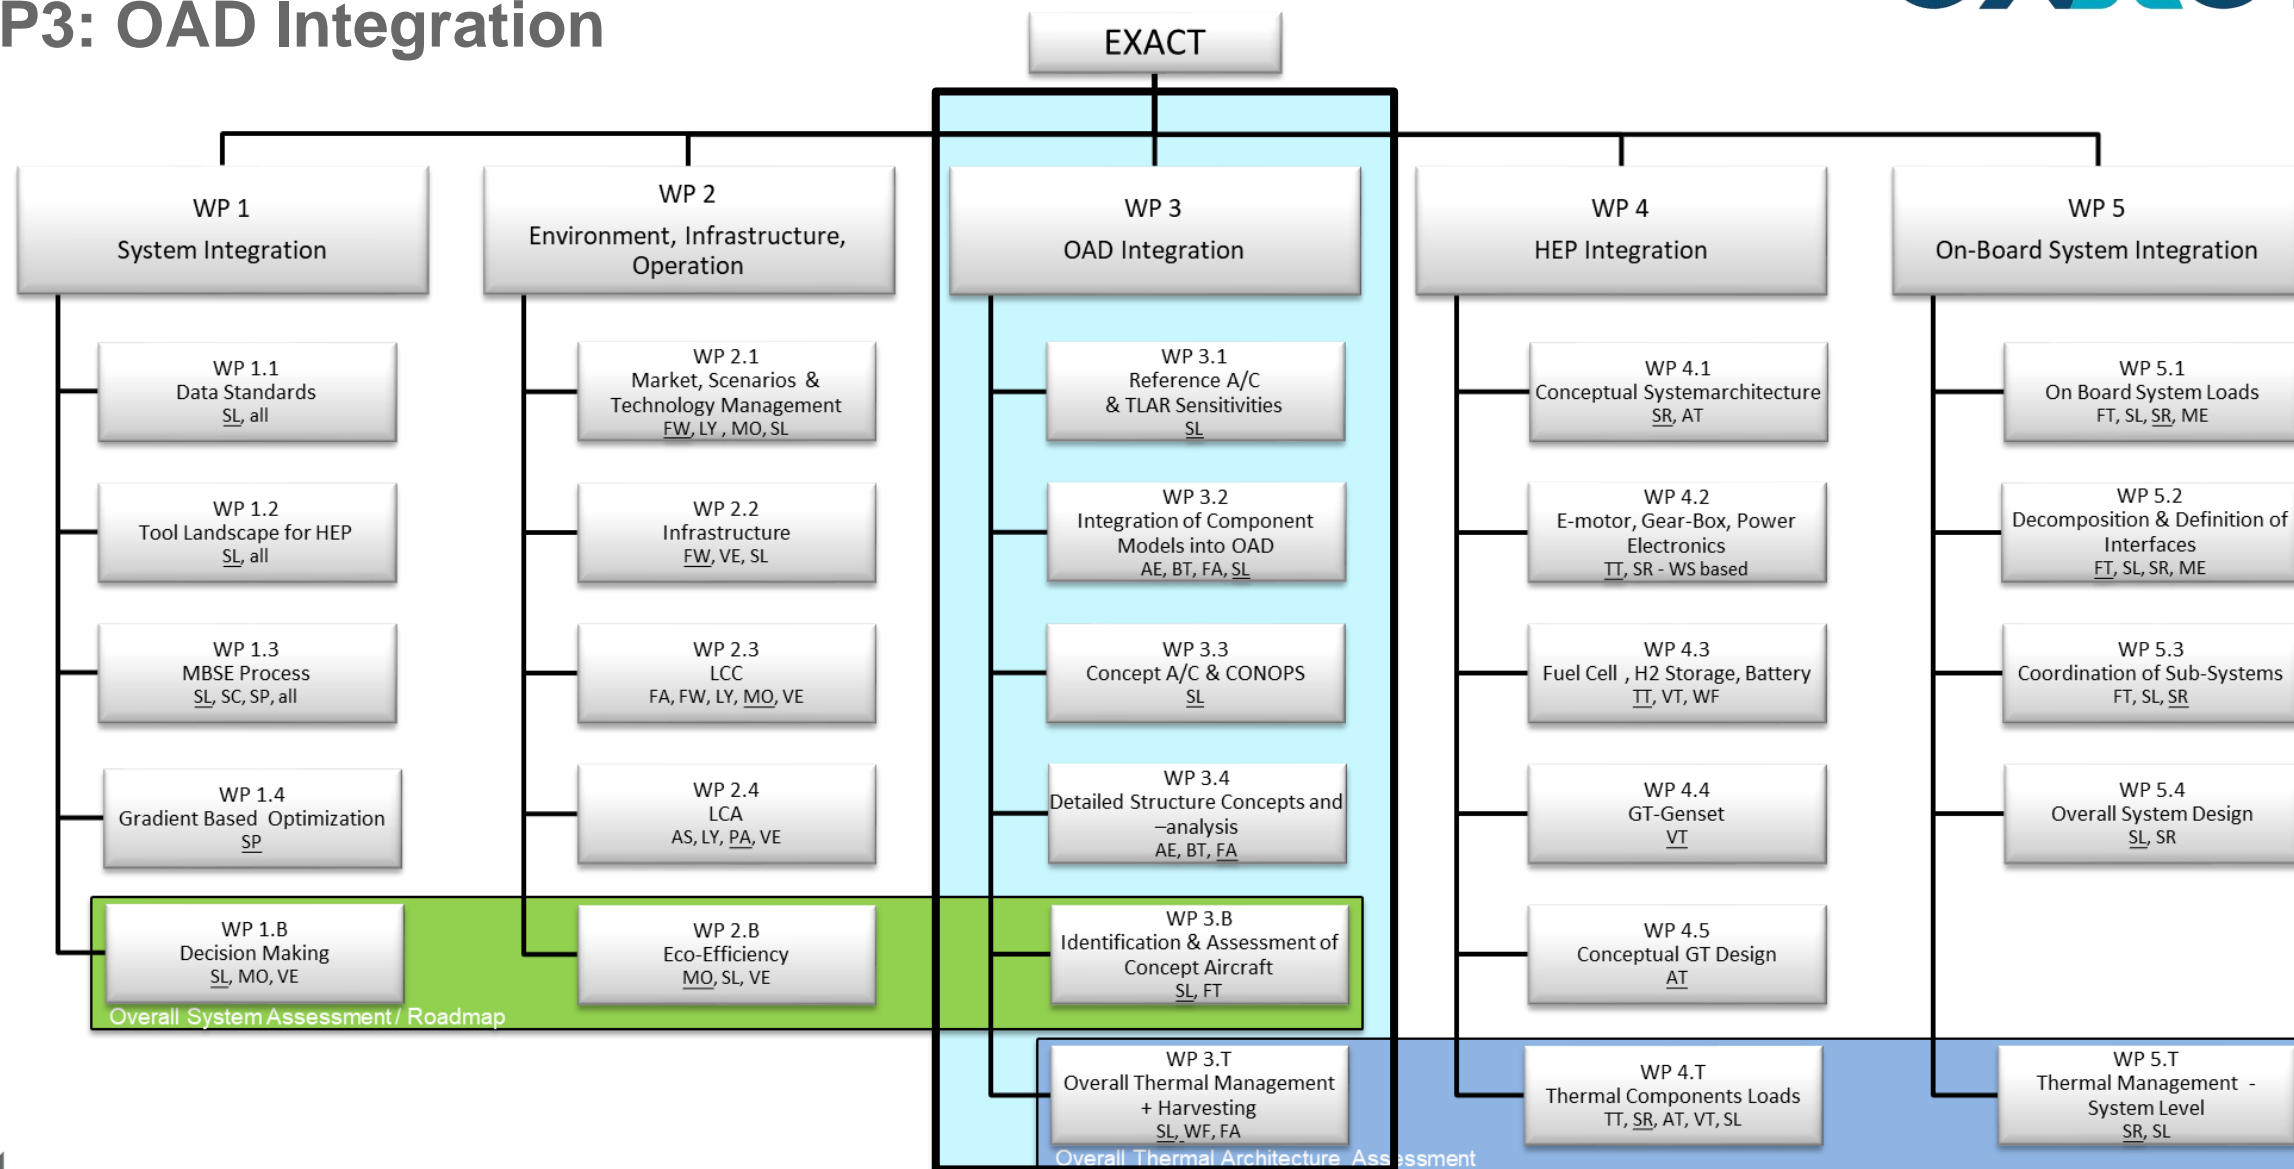 P3: OAD Integration
EXACT
WP 1
System Integration
WP 2
Environment, Infrastructure,
Operation
WP 3
OAD Integration
WP 4
HEP Integration
WP 5
On-Board System Integration
WP 1.1
Data Standards
SL, all
WP 1.2
Tool Landscape for HEP
SL, all
WP 1.3
MBSE Process
SL, SC, SP, all
WP 1.4
Gradient Based Optimization
SP
WP 1.B
Decision Making
SL, MO, VE
WP 2.1
Market, Scenarios &
Technology Management
FW, LY , MO, SL
WP 2.2
Infrastructure
FW, VE, SL
WP 2.3
LCC
FA, FW, LY, MO, VE
WP 2.4
LCA
AS, LY, PA, VE
WP 2.B
Eco-Efficiency
MO, SL, VE
WP 3.1
Reference A/C
& TLAR Sensitivities
SL
WP 3.2
Integration of Component
Models into OAD
AE, BT, FA, SL
WP 3.3
Concept A/C & CONOPS
SL
WP 3.4
Detailed Structure Concepts and
–analysis
AE, BT, FA
WP 3.B
Identification & Assessment of
Concept Aircraft
SL, FT
WP 3.T
Overall Thermal Management
+ Harvesting
SL, WF, FA
WP 4.1
Conceptual Systemarchitecture
SR, AT
WP 4.2
E-motor, Gear-Box, Power
Electronics
TT, SR - WS based
WP 4.3
Fuel Cell , H2 Storage, Battery
TT, VT, WF
WP 4.4
GT-Genset
VT
WP 4.5
Conceptual GT Design
AT
WP 4.T
Thermal Components Loads
TT, SR, AT, VT, SL
WP 5.1
On Board System Loads
FT, SL, SR, ME
WP 5.2
Decomposition & Definition of
Interfaces
FT, SL, SR, ME
WP 5.3
Coordination of Sub-Systems
FT, SL, SR
WP 5.4
Overall System Design
SL, SR
WP 5.T
Thermal Management -
System Level
SR, SL
Overall System Assessment / Roadmap
Overall Thermal Architecture Assessment